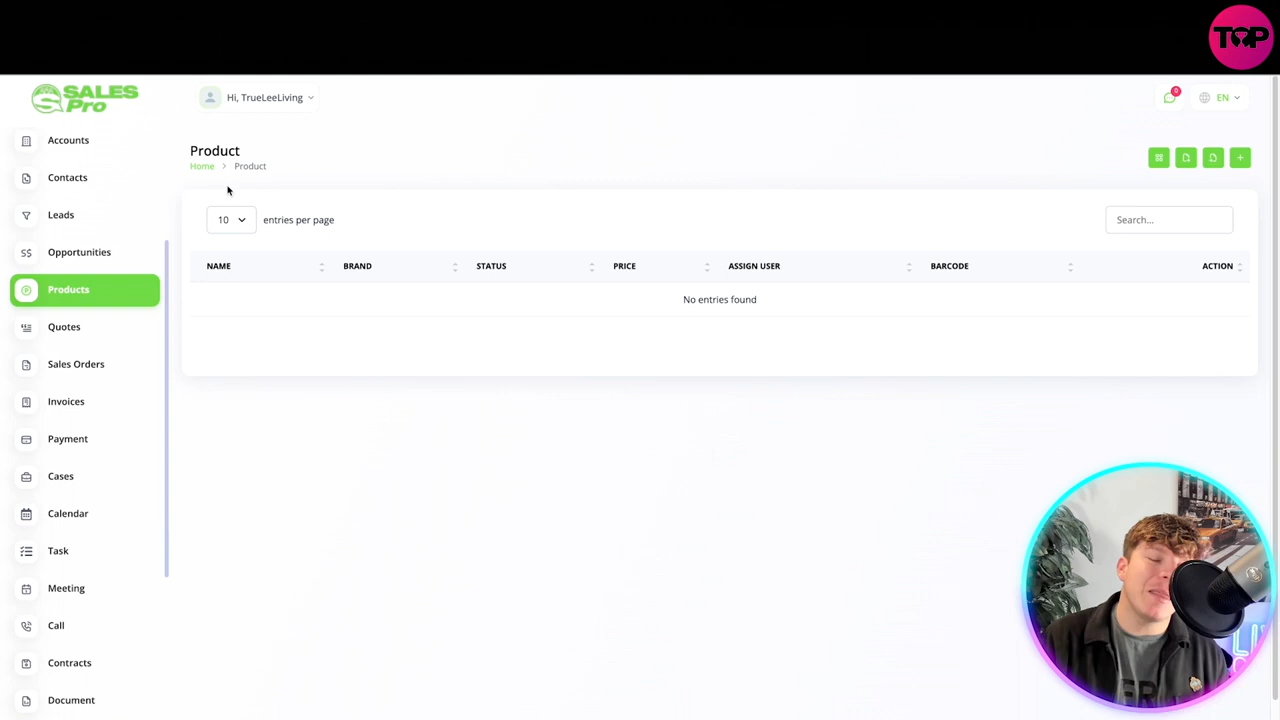 TOP
SALES
Pro
Hi, TrueLeeLiving
0
EN
Accounts
Contacts
Leads
S$ Opportunities
Products
Quotes
Sales Orders
Invoices
Payment
Cases
Calendar
Task
Meeting
Call
Contracts
Document
Product
Home > Product
10 entries per page
Search...
NAME BRAND STATUS PRICE ASSIGN USER BARCODE ACTION
No entries found